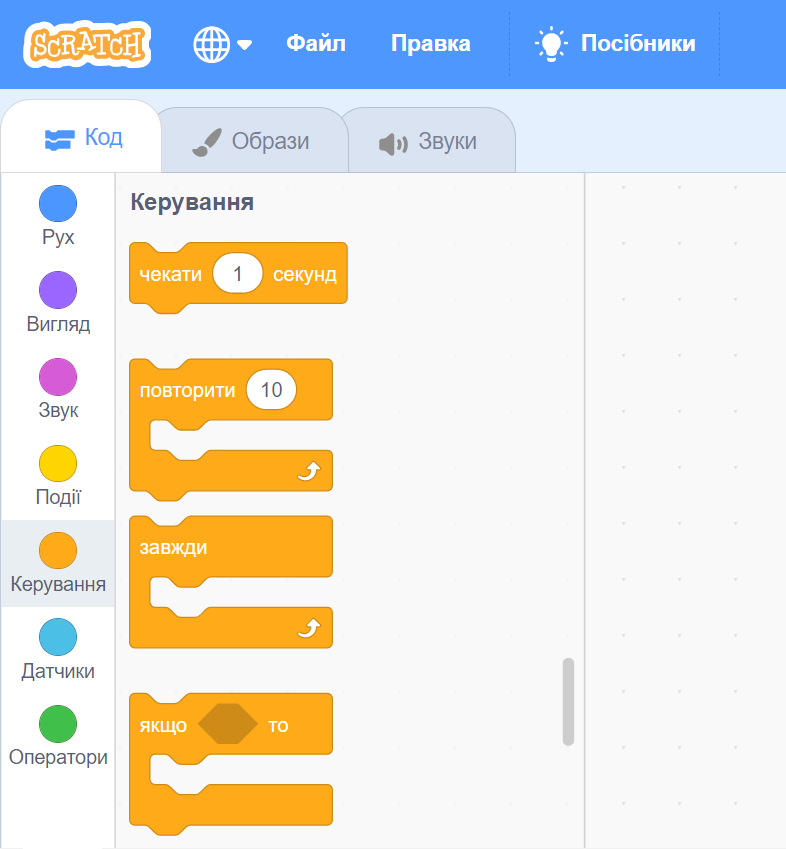 SCRATCH Файл Правка Посібники
Код Образи Звуки
Рух
Вигляд
Звук
Події
Керування
Датчики
Оператори
Керування
чекати 1 секунд
повторити 10
завжди
якщо то